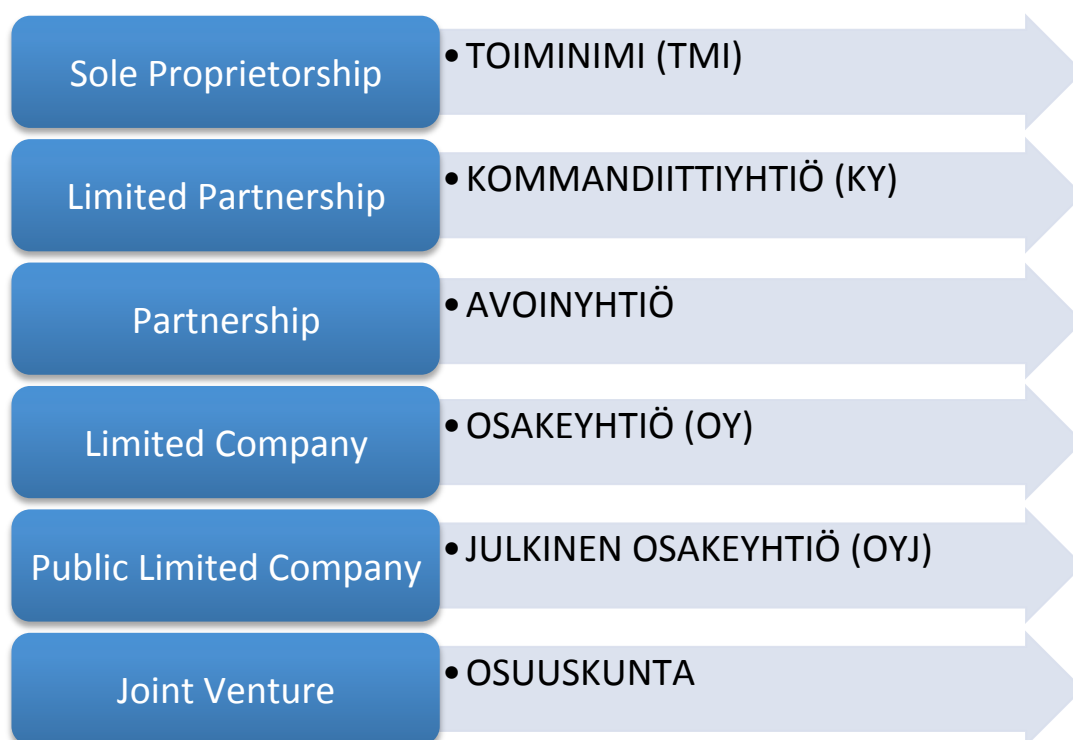 Sole Proprietorship
• TOIMINIMI (TMI)
Limited Partnership
• KOMMANDIITTIYHTIÖ (KY)
Partnership
• AVOINYHTIÖ
Limited Company
• OSAKEYHTIÖ (OY)
Public Limited Company
• JULKINEN OSAKEYHTIÖ (OYJ)
Joint Venture
• OSUUSKUNTA